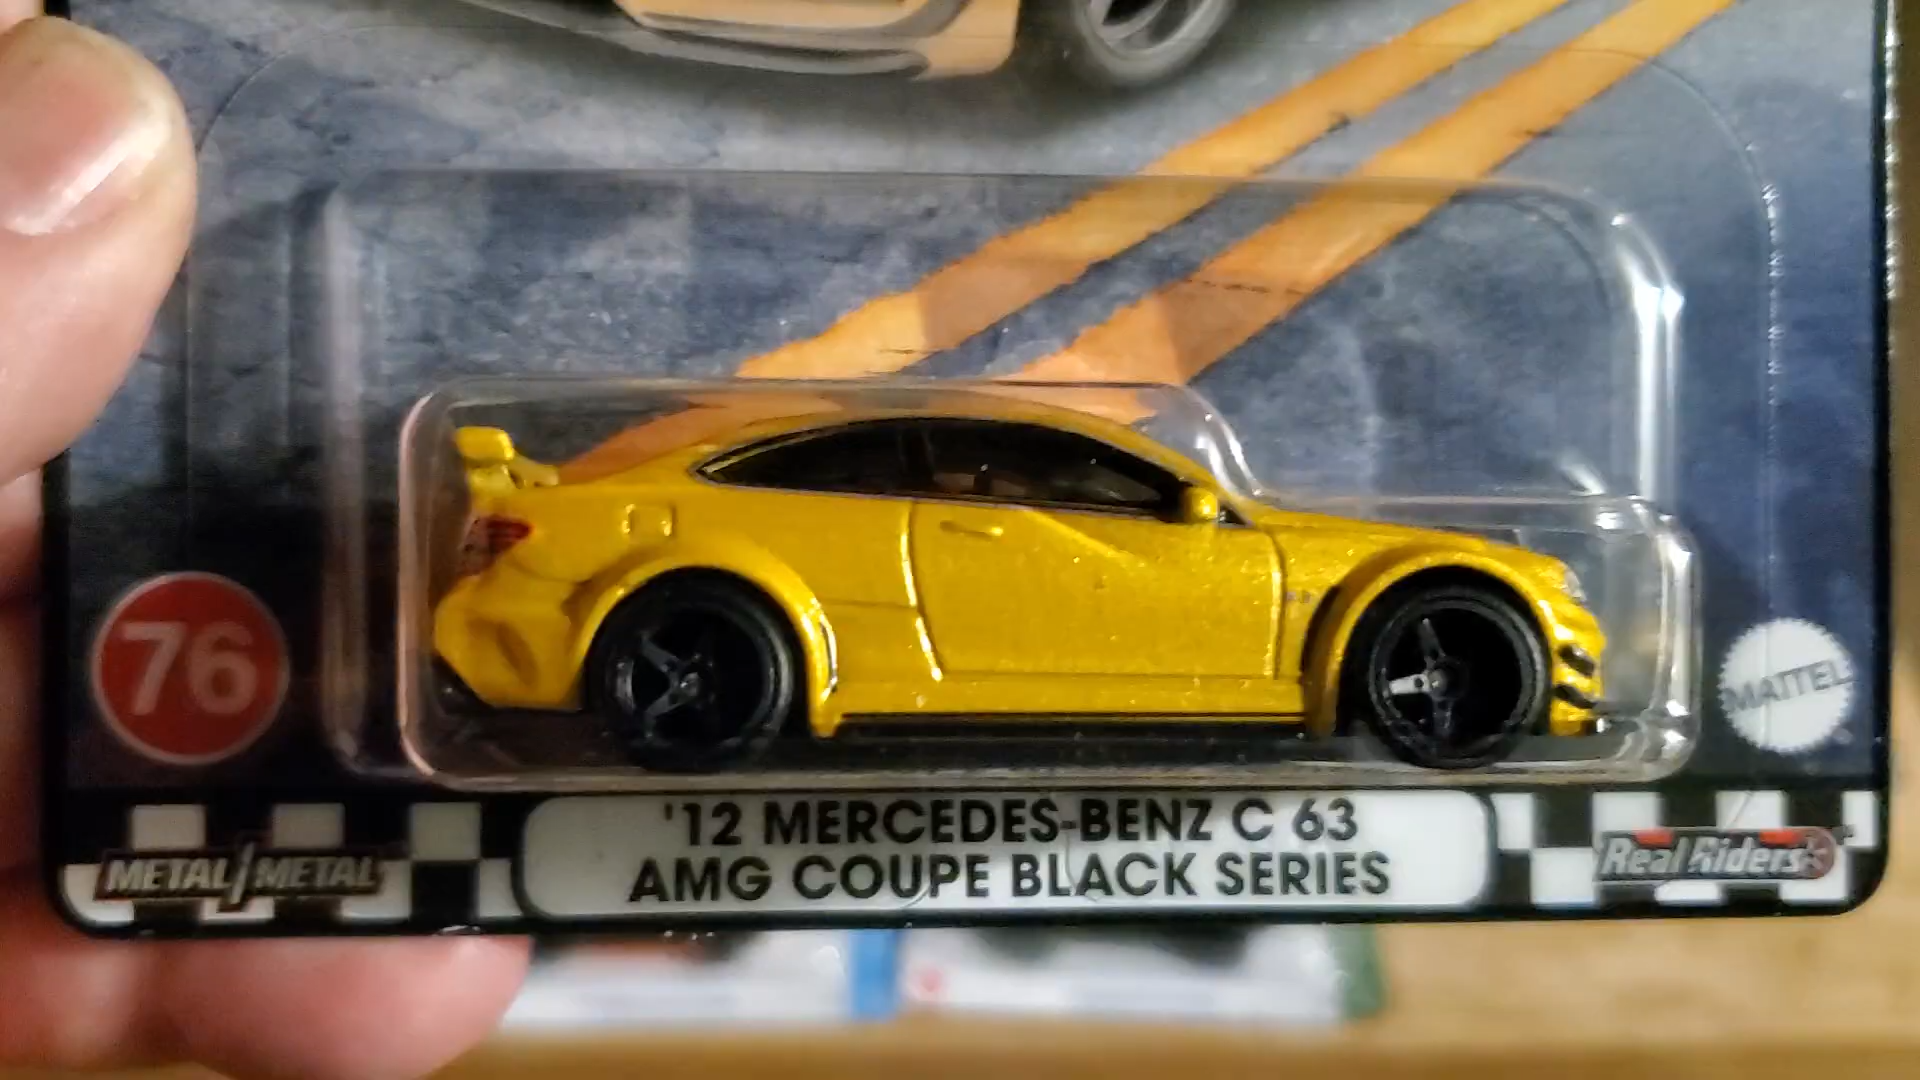 76
MATTEL
'12 MERCEDES-BENZ C 63
AMG COUPE BLACK SERIES
METAL/METAL
Real Riders